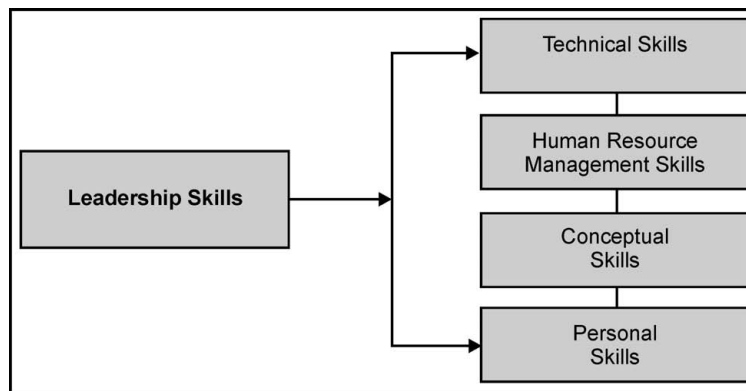 Leadership Skills
Technical Skills
Human Resource
Management Skills
Conceptual
Skills
Personal
Skills